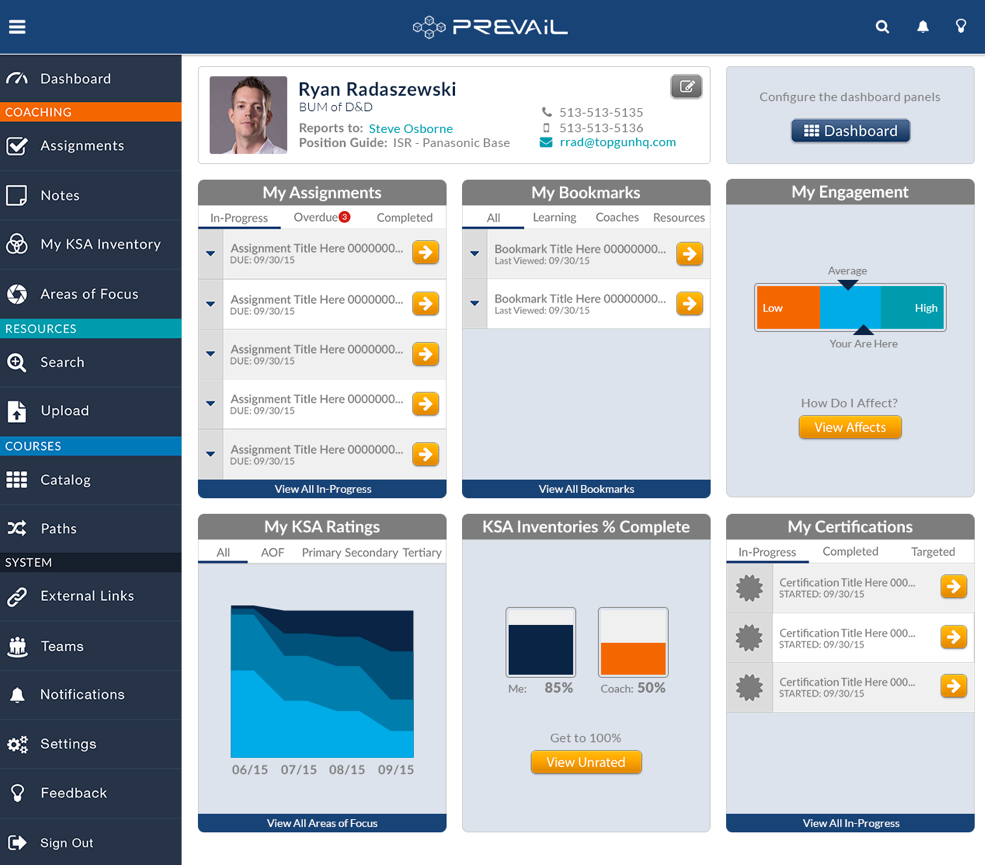 PREVAiL
Dashboard
COACHING
Assignments
Notes
My KSA Inventory
Areas of Focus
RESOURCES
Search
Upload
COURSES
Catalog
Paths
SYSTEM
External Links
Teams
Notifications
Settings
Feedback
Sign Out
Ryan Radaszewski
BUM of D&D
Reports to: Steve Osborne
Position Guide: ISR - Panasonic Base
513-513-5135
513-513-5136
rrad@topgunhq.com
Configure the dashboard panels
Dashboard
My Assignments
In-Progress Overdue 3 Completed
Assignment Title Here 0000000...
DUE: 09/30/15
Assignment Title Here 0000000...
DUE: 09/30/15
Assignment Title Here 0000000...
DUE: 09/30/15
Assignment Title Here 0000000...
DUE: 09/30/15
Assignment Title Here 0000000...
DUE: 09/30/15
View All In-Progress
My Bookmarks
All Learning Coaches Resources
Bookmark Title Here 00000000...
Last Viewed: 09/30/15
Bookmark Title Here 00000000...
Last Viewed: 09/30/15
View All Bookmarks
My Engagement
Average
Low High
Your Are Here
How Do I Affect?
View Affects
My KSA Ratings
All AOF Primary Secondary Tertiary
06/15 07/15 08/15 09/15
View All Areas of Focus
KSA Inventories % Complete
Me: 85% Coach: 50%
Get to 100%
View Unrated
My Certifications
In-Progress Completed Targeted
Certification Title Here 000...
STARTED: 09/30/15
Certification Title Here 000...
STARTED: 09/30/15
Certification Title Here 000...
STARTED: 09/30/15
View All In-Progress